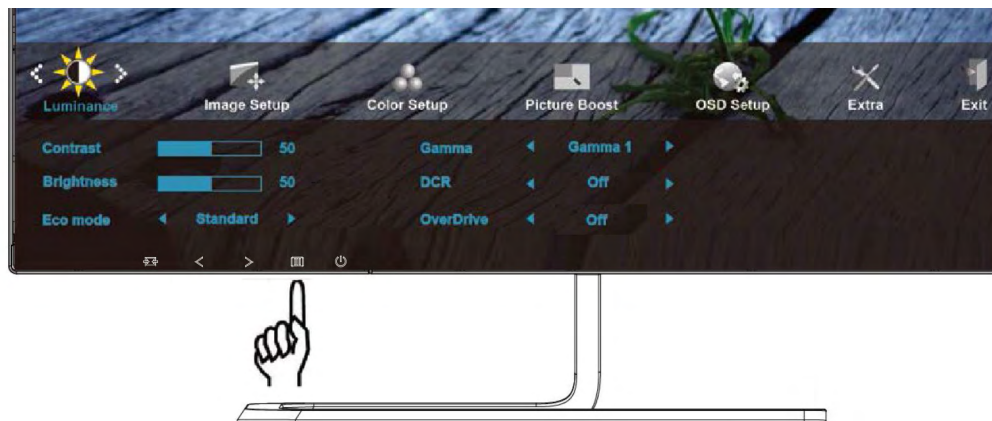 Luminance Image Setup Color Setup Picture Boost OSD Setup Extra Exit
Contrast 50 Gamma Gamma 1
Brightness 50 DCR Off
Eco mode Standard OverDrive Off